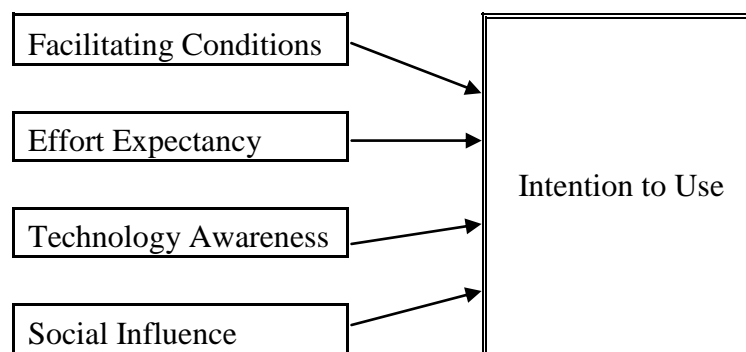 Facilitating Conditions
Effort Expectancy
Intention to Use
Technology Awareness
Social Influence